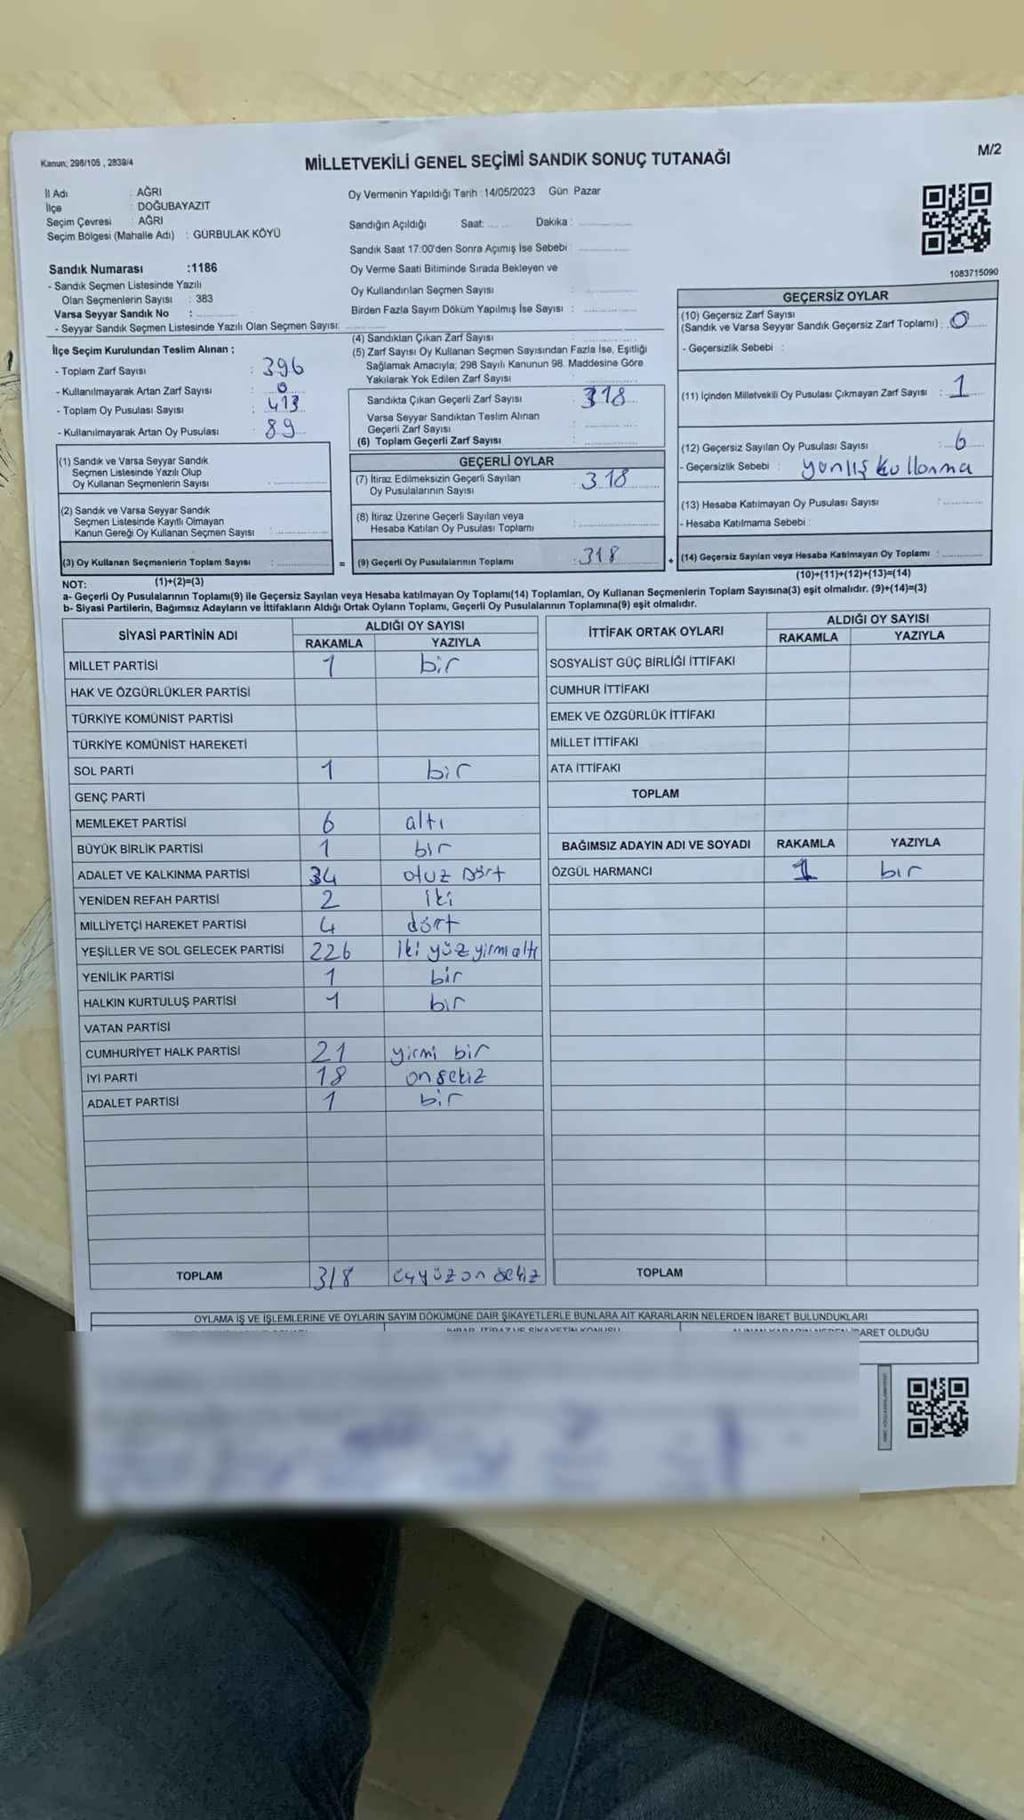 Kanun; 298/105 , 2839/4
MİLLETVEKİLİ GENEL SEÇİMİ SANDIK SONUÇ TUTANAĞI
M/2
İl Adı : AĞRI
İlçe : DOĞUBAYAZIT
Seçim Çevresi : AĞRI
Seçim Bölgesi (Mahalle Adı) : GÜRBULAK KÖYÜ
Oy Vermenin Yapıldığı Tarih :14/05/2023 Gün Pazar
Sandığın Açıldığı Saat: Dakika :
Sandık Saat 17:00'den Sonra Açımış İse Sebebi :
Oy Verme Saati Bitiminde Sırada Bekleyen ve
Oy Kullandırılan Seçmen Sayısı :
Birden Fazla Sayım Döküm Yapılmış İse Sayısı :
1083715090
Sandık Numarası :1186
- Sandık Seçmen Listesinde Yazılı
Olan Seçmenlerin Sayısı : 383
Varsa Seyyar Sandık No :
- Seyyar Sandık Seçmen Listesinde Yazılı Olan Seçmen Sayısı:
İlçe Seçim Kurulundan Teslim Alınan ;
- Toplam Zarf Sayısı : 396
- Kullanılmayarak Artan Zarf Sayısı : 0
- Toplam Oy Pusulası Sayısı : 413
- Kullanılmayarak Artan Oy Pusulası : 89
(1) Sandık ve Varsa Seyyar Sandık
Seçmen Listesinde Yazılı Olup
Oy Kullanan Seçmenlerin Sayısı :
(2) Sandık ve Varsa Seyyar Sandık
Seçmen Listesinde Kayıtlı Olmayan
Kanun Gereği Oy Kullanan Seçmen Sayısı :
(3) Oy Kullanan Seçmenlerin Toplam Sayısı : =
(4) Sandıktan Çıkan Zarf Sayısı :
(5) Zarf Sayısı Oy Kullanan Seçmen Sayısından Fazla İse, Eşitliği
Sağlamak Amacıyla; 298 Sayılı Kanunun 98. Maddesine Göre
Yakılarak Yok Edilen Zarf Sayısı :
Sandıkta Çıkan Geçerli Zarf Sayısı : 318
Varsa Seyyar Sandıktan Teslim Alınan
Geçerli Zarf Sayısı :
(6) Toplam Geçerli Zarf Sayısı :
GEÇERLİ OYLAR
(7) İtiraz Edilmeksizin Geçerli Sayılan
Oy Pusulalarının Sayısı : 318
(8) İtiraz Üzerine Geçerli Sayılan veya
Hesaba Katılan Oy Pusulası Toplamı :
(9) Geçerli Oy Pusulalarının Toplamı : 318 +
GEÇERSİZ OYLAR
(10) Geçersiz Zarf Sayısı
(Sandık ve Varsa Seyyar Sandık Geçersiz Zarf Toplamı) : 0
- Geçersizlik Sebebi :
(11) İçinden Milletvekili Oy Pusulası Çıkmayan Zarf Sayısı : 1
(12) Geçersiz Sayılan Oy Pusulası Sayısı : 6
- Geçersizlik Sebebi : yanlış kullanma
(13) Hesaba Katılmayan Oy Pusulası Sayısı :
- Hesaba Katılmama Sebebi :
(14) Geçersiz Sayılan veya Hesaba Katılmayan Oy Toplamı :
NOT: (1)+(2)=(3) (10)+(11)+(12)+(13)=(14)
a- Geçerli Oy Pusulalarının Toplamı(9) ile Geçersiz Sayılan veya Hesaba katılmayan Oy Toplamı(14) Toplamları, Oy Kullanan Seçmenlerin Toplam Sayısına(3) eşit olmalıdır. (9)+(14)=(3)
b- Siyasi Partilerin, Bağımsız Adayların ve İttifakların Aldığı Ortak Oyların Toplamı, Geçerli Oy Pusulalarının Toplamına(9) eşit olmalıdır.
SİYASİ PARTİNİN ADI ALDIĞI OY SAYISI
RAKAMLA YAZIYLA
MİLLET PARTİSİ 1 bir
HAK VE ÖZGÜRLÜKLER PARTİSİ
TÜRKİYE KOMÜNİST PARTİSİ
TÜRKİYE KOMÜNİST HAREKETİ
SOL PARTİ 1 bir
GENÇ PARTİ
MEMLEKET PARTİSİ 6 altı
BÜYÜK BİRLİK PARTİSİ 1 bir
ADALET VE KALKINMA PARTİSİ 34 otuz Dört
YENİDEN REFAH PARTİSİ 2 iki
MİLLİYETÇİ HAREKET PARTİSİ 4 dört
YEŞİLLER VE SOL GELECEK PARTİSİ 226 iki yüz yirmi altı
YENİLİK PARTİSİ 1 bir
HALKIN KURTULUŞ PARTİSİ 1 bir
VATAN PARTİSİ
CUMHURİYET HALK PARTİSİ 21 yirmi bir
İYİ PARTİ 18 on sekiz
ADALET PARTİSİ 1 bir
TOPLAM 318 üçyüz on sekiz
İTTİFAK ORTAK OYLARI ALDIĞI OY SAYISI
RAKAMLA YAZIYLA
SOSYALİST GÜÇ BİRLİĞİ İTTİFAKI
CUMHUR İTTİFAKI
EMEK VE ÖZGÜRLÜK İTTİFAKI
MİLLET İTTİFAKI
ATA İTTİFAKI
TOPLAM
BAĞIMSIZ ADAYIN ADI VE SOYADI RAKAMLA YAZIYLA
ÖZGÜL HARMANCI 1 bir
TOPLAM
OYLAMA İŞ VE İŞLEMLERINE VE OYLARIN SAYIM DÖKÜMÜNE DAİR ŞİKAYETLERLE BUNLARA AİT KARARLARIN NELERDEN İBARET BULUNDUKLARI
OLDUĞU